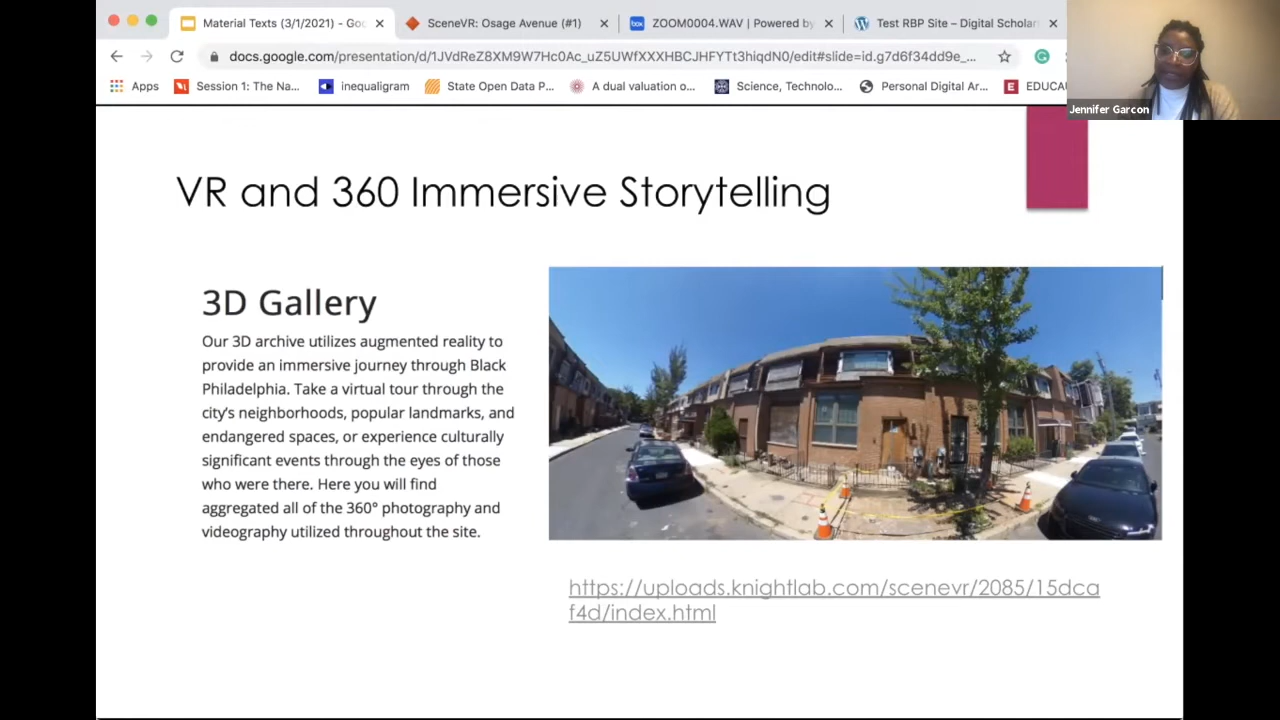 Material Texts (3/1/2021) - Goo
SceneVR: Osage Avenue (#1)
ZOOM0004.WAV | Powered by
Test RBP Site – Digital Scholar
docs.google.com/presentation/d/1JVdReZ8XM9W7Hc0Ac_uZ5UWfXXXHBCJHFYTt3hiqdN0/edit#slide=id.g7d6f34dd9e_...
Apps
Session 1: The Na...
inequaligram
State Open Data P...
A dual valuation o...
Science, Technolo...
Personal Digital Ar...
EDUCAU
Jennifer Garcon
VR and 360 Immersive Storytelling
3D Gallery
Our 3D archive utilizes augmented reality to
provide an immersive journey through Black
Philadelphia. Take a virtual tour through the
city's neighborhoods, popular landmarks, and
endangered spaces, or experience culturally
significant events through the eyes of those
who were there. Here you will find
aggregated all of the 360° photography and
videography utilized throughout the site.
https://uploads.knightlab.com/scenevr/2085/15dca
f4d/index.html